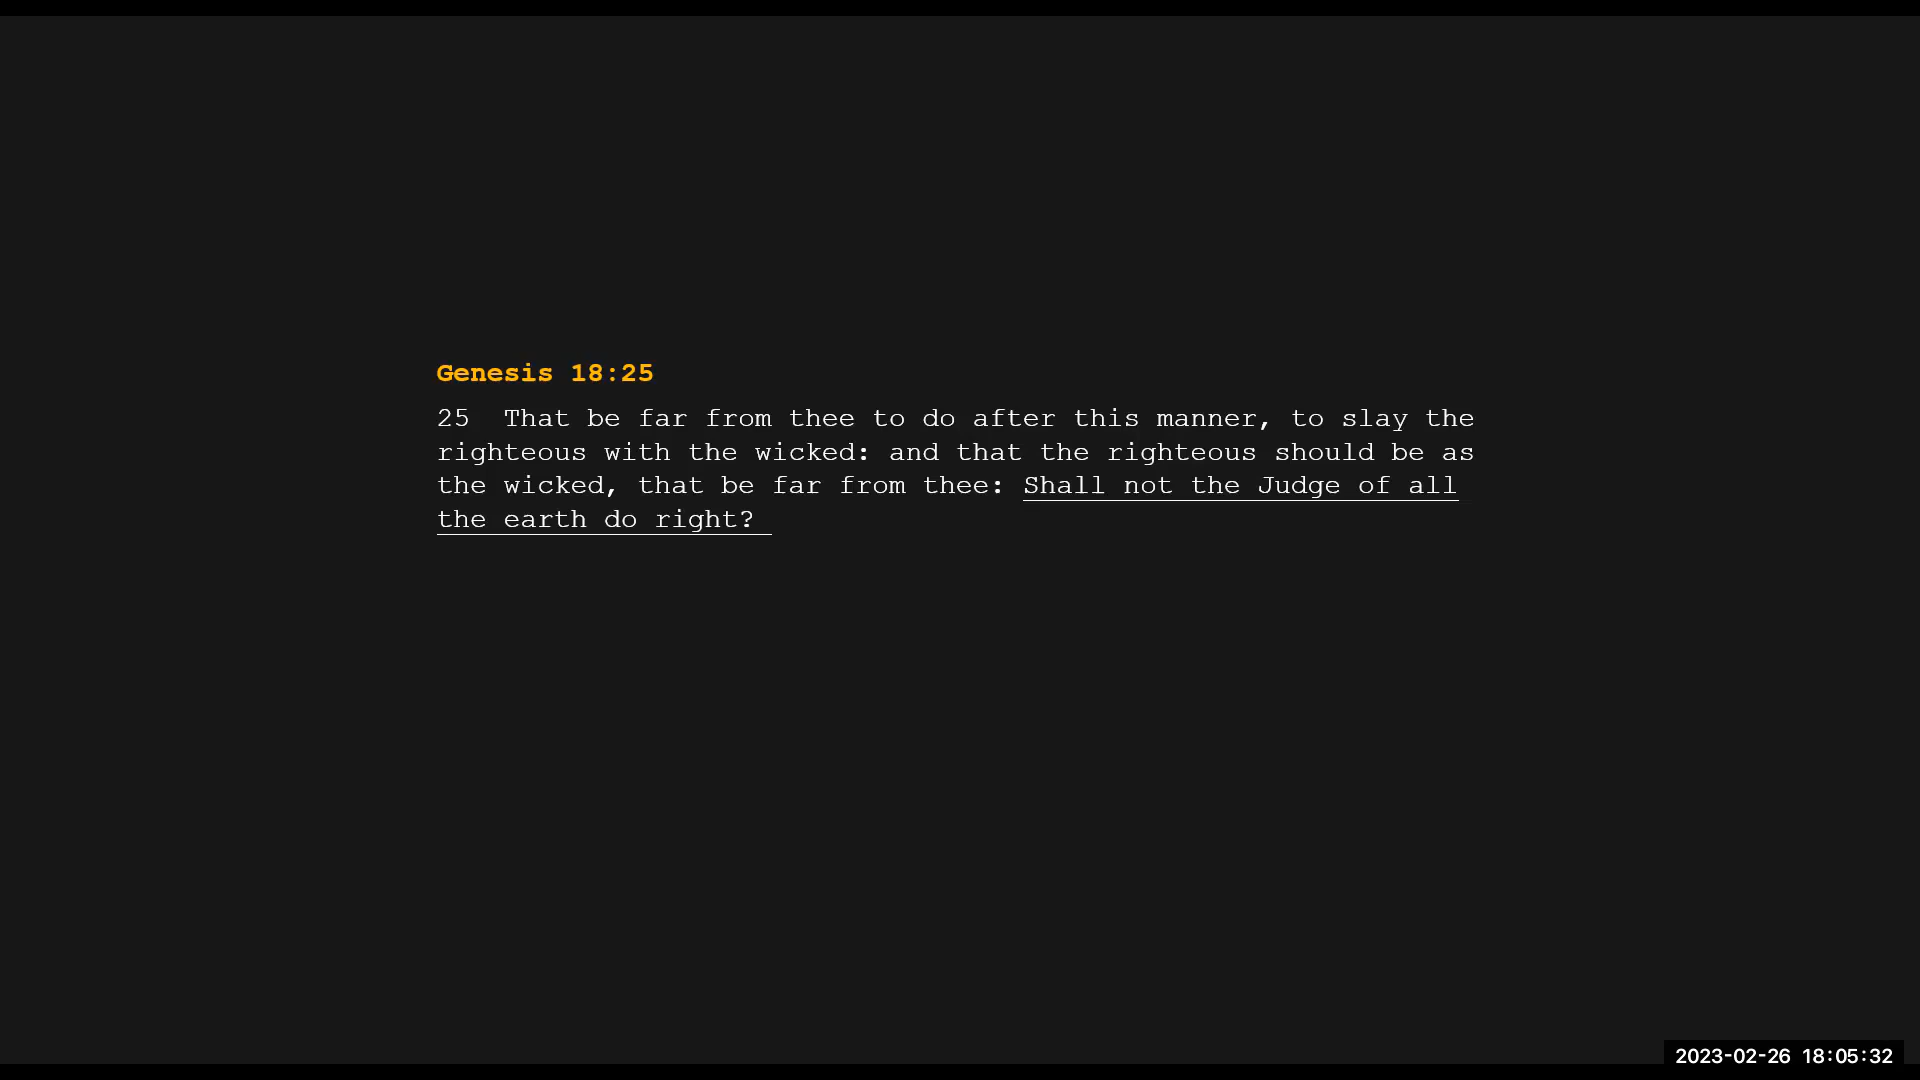 Genesis 18:25
25  That be far from thee to do after this manner, to slay the
righteous with the wicked: and that the righteous should be as
the wicked, that be far from thee: Shall not the Judge of all
the earth do right?
2023-02-26 18:05:32